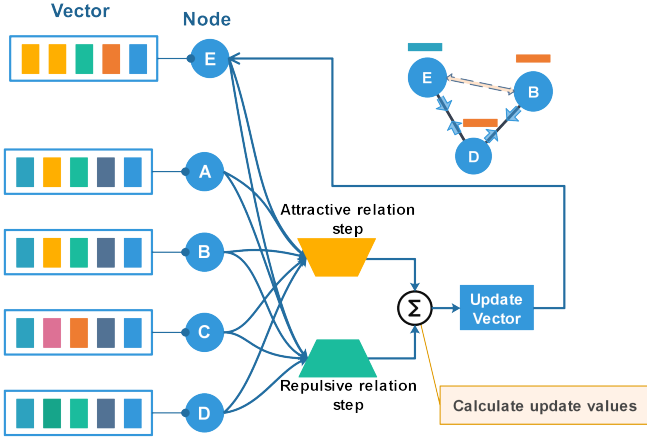 Vector
Node
E
E
B
D
A
Attractive relation
step
B
Σ
Update
Vector
C
Repulsive relation
step
D
Calculate update values